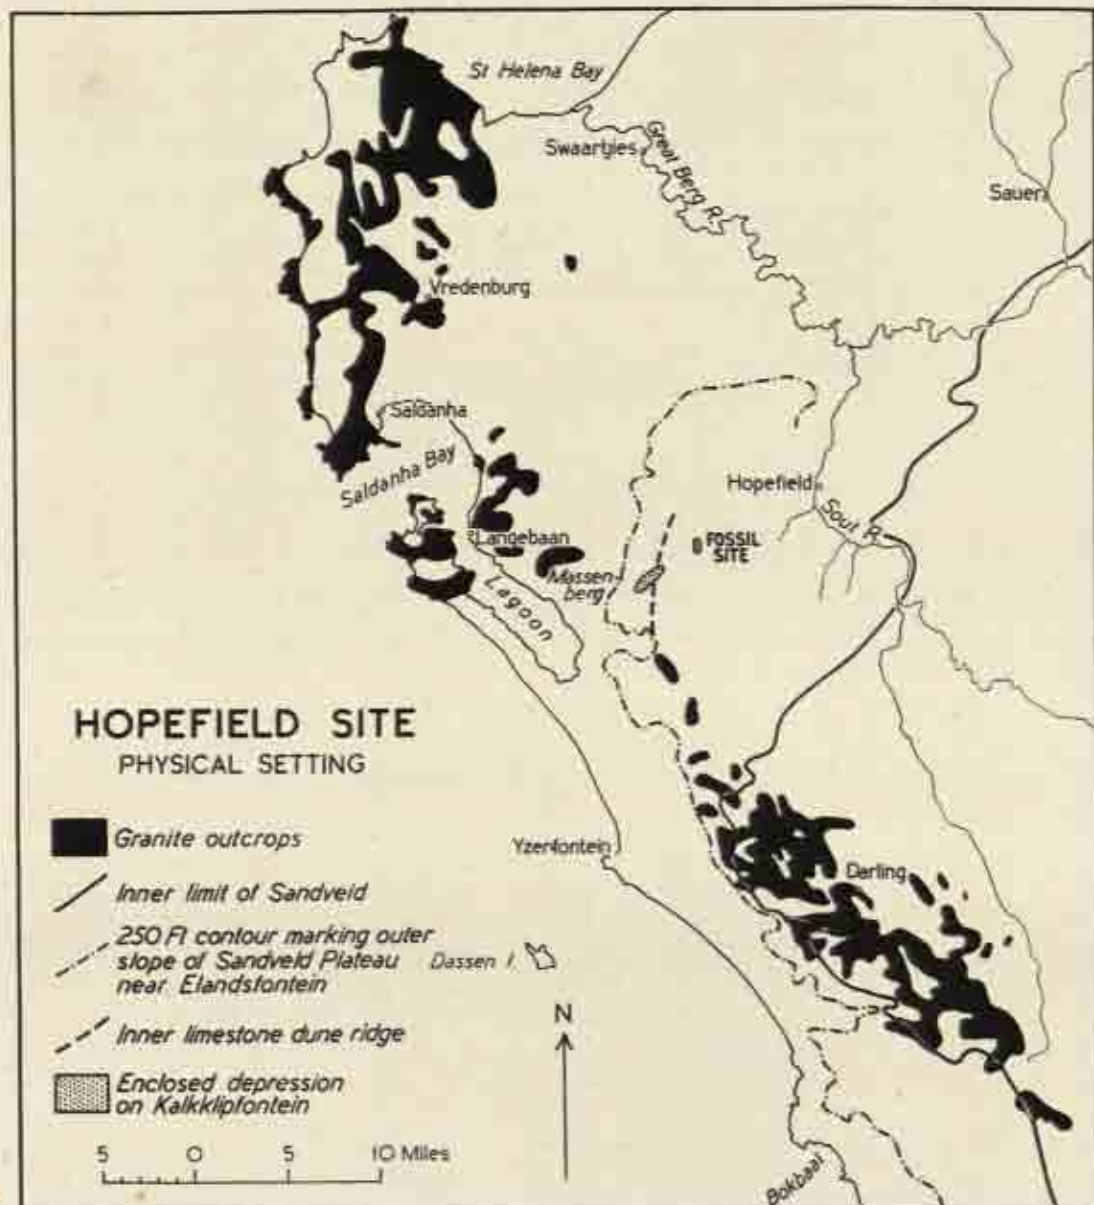 St Helena Bay
Swaartjies
Great Berg R.
Sauer
Vredenburg
Saldanha
Saldanha Bay
Hopefield
Sout R.
FOSSIL
SITE
Langebaan
Massen-
berg
Lagoon
HOPEFIELD SITE
PHYSICAL SETTING
Granite outcrops
Inner limit of Sandveld
250 Ft contour marking outer
slope of Sandveld Plateau
near Elandsfontein
Inner limestone dune ridge
Enclosed depression
on Kalkklipfontein
5 0 5 10 Miles
Yzerfontein
Darling
Dassen I.
N
Bokbaai